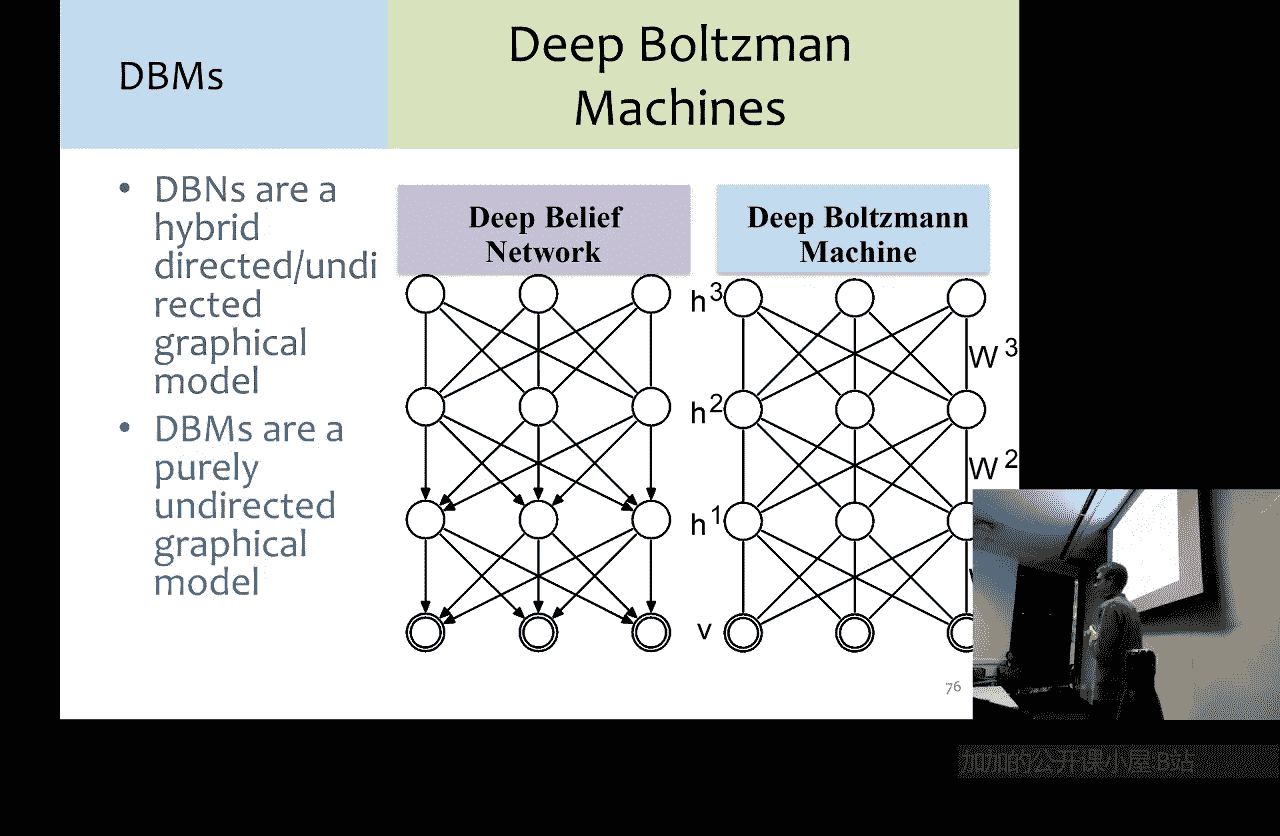 DBMs
Deep Boltzman
Machines
• DBNs are a
hybrid
directed/undi
rected
graphical
model
• DBMs are a
purely
undirected
graphical
model
Deep Belief
Network
Deep Boltzmann
Machine
h3
W 3
h2
W 2
h1
v
76
加加的公开课小屋 B站